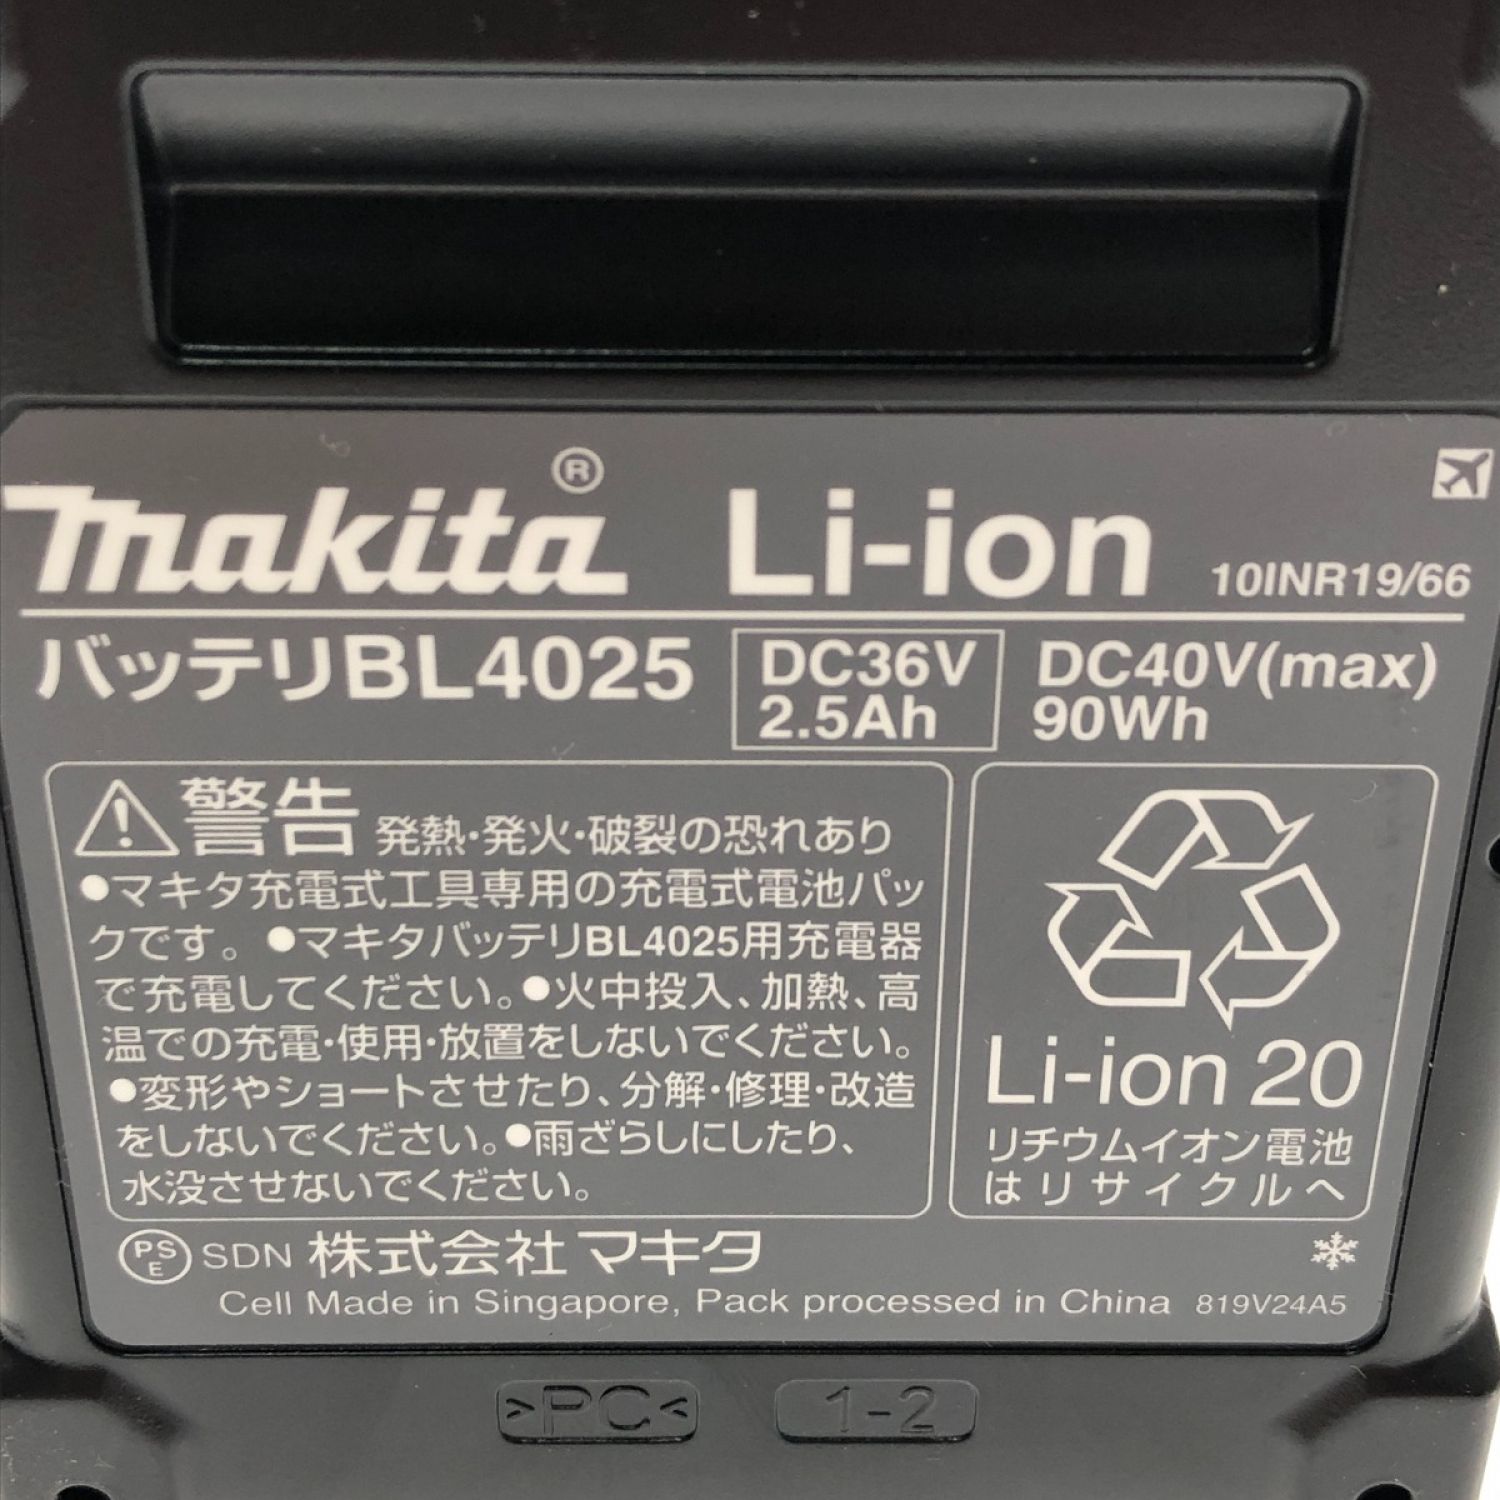 makita® Li-ion 10INR19/66
バッテリBL4025 DC36V 2.5Ah DC40V(max) 90Wh
警告 発熱・発火・破裂の恐れあり
●マキタ充電式工具専用の充電式電池パッ
クです。●マキタバッテリBL4025用充電器
で充電してください。●火中投入、加熱、高
温での充電・使用・放置をしないでください。
●変形やショートさせたり、分解・修理・改造
をしないでください。●雨ざらしにしたり、
水没させないでください。
Li-ion 20
リチウムイオン電池
はリサイクルへ
PSE SDN 株式会社マキタ
Cell Made in Singapore, Pack processed in China 819V24A5
>PC< 1-2